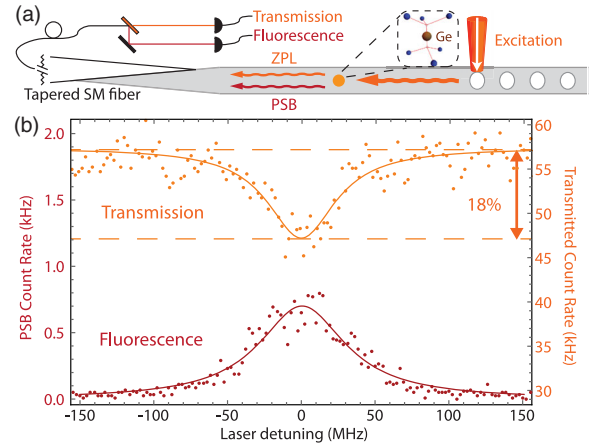 (a)
Transmission
Fluorescence
Ge
Excitation
ZPL
PSB
Tapered SM fiber
(b)
2.0
1.5
1.0
0.5
0.0
PSB Count Rate (kHz)
Transmission
18%
Fluorescence
60
55
50
45
40
35
30
Transmitted Count Rate
(kHz)
-150
-100
-50
0
50
100
150
Laser detuning (MHz)